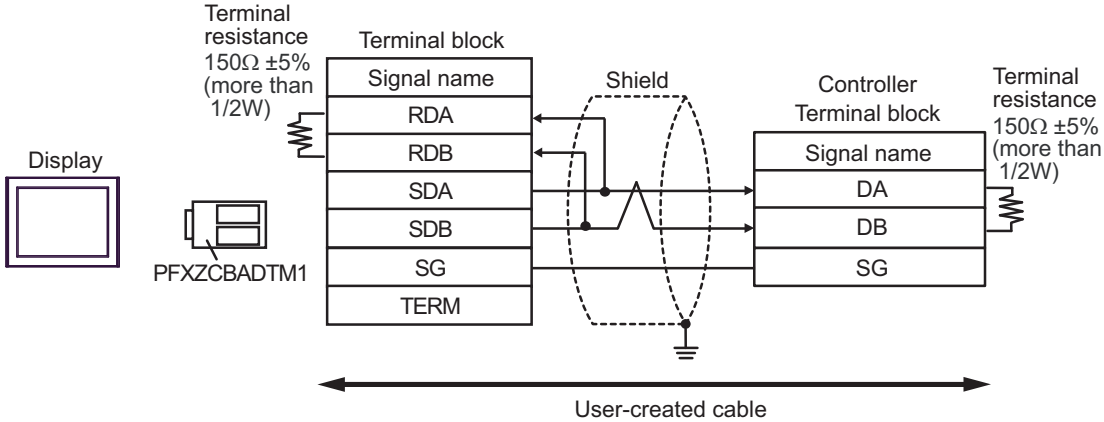 Terminal
resistance
150Ω ±5%
(more than
1/2W)
Terminal block
Signal name
RDA
RDB
SDA
SDB
SG
TERM
Display
PFXZCBADTM1
Shield
Controller
Terminal block
Signal name
DA
DB
SG
Terminal
resistance
150Ω ±5%
(more than
1/2W)
User-created cable